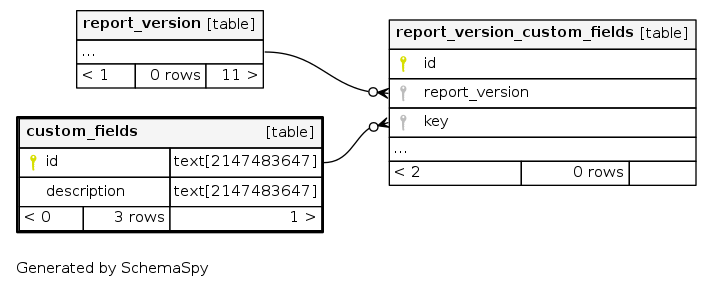 report_version [table]
...
< 1 0 rows 11 >
report_version_custom_fields [table]
id
report_version
key
...
< 2 0 rows
custom_fields [table]
id text[2147483647]
description text[2147483647]
< 0 3 rows 1 >
Generated by SchemaSpy